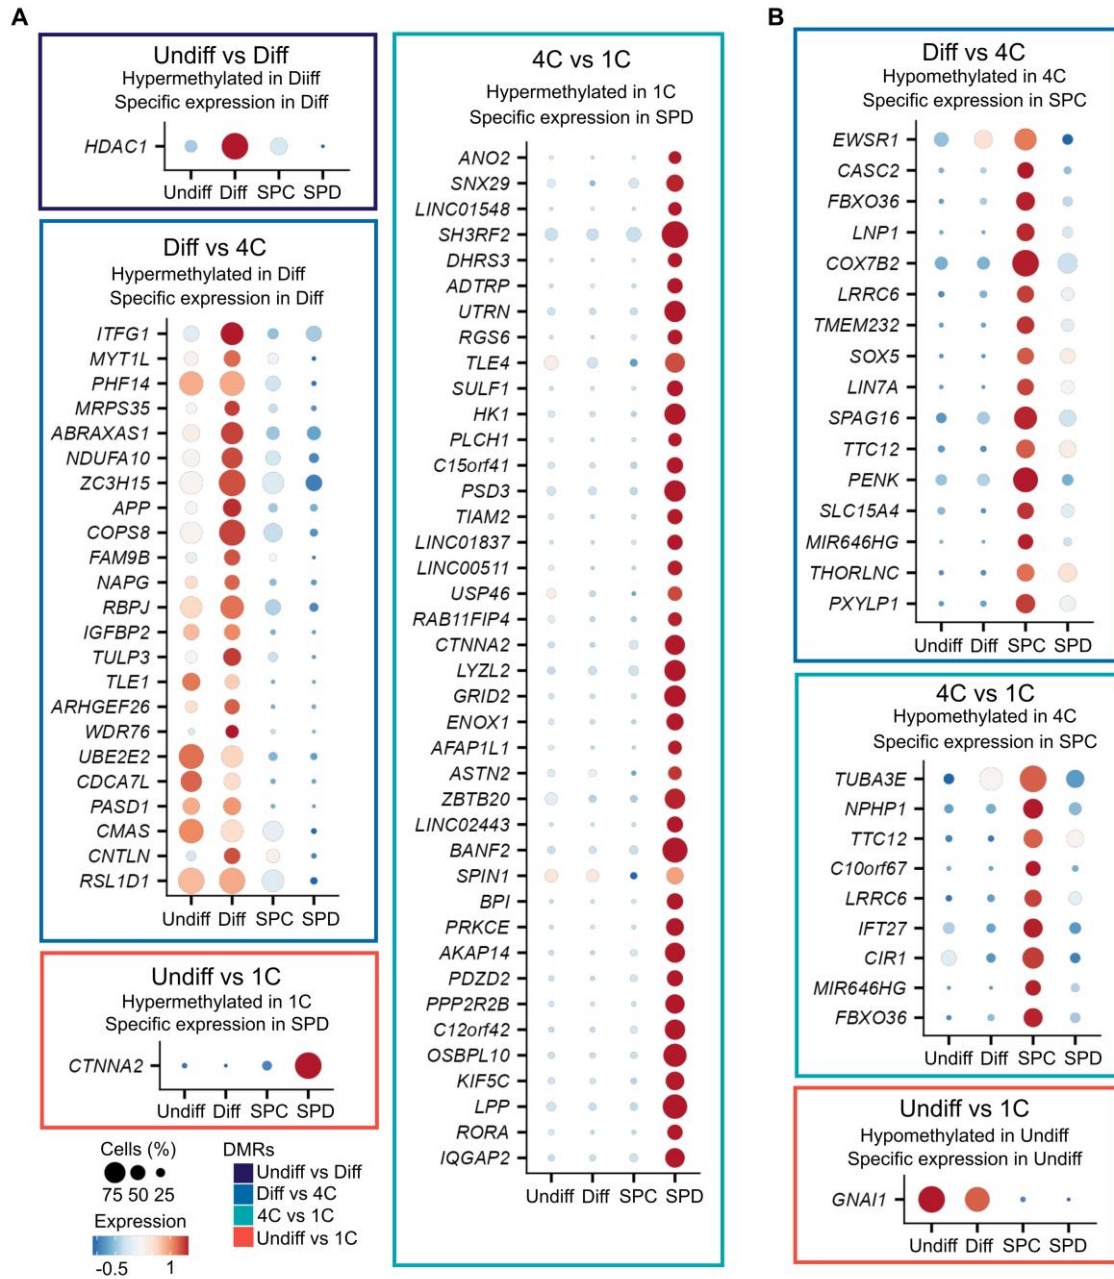 A
Undiff vs Diff
Hypermethylated in Diiff
Specific expression in Diff
HDAC1
Undiff Diff SPC SPD
Diff vs 4C
Hypermethylated in Diff
Specific expression in Diff
ITFG1
MYT1L
PHF14
MRPS35
ABRAXAS1
NDUFA10
ZC3H15
APP
COPS8
FAM9B
NAPG
RBPJ
IGFBP2
TULP3
TLE1
ARHGEF26
WDR76
UBE2E2
CDCA7L
PASD1
CMAS
CNTLN
RSL1D1
Undiff Diff SPC SPD
Undiff vs 1C
Hypermethylated in 1C
Specific expression in SPD
CTNNA2
Undiff Diff SPC SPD
Cells (%)
75 50 25
Expression
-0.5 1
DMRs
Undiff vs Diff
Diff vs 4C
4C vs 1C
Undiff vs 1C
4C vs 1C
Hypermethylated in 1C
Specific expression in SPD
ANO2
SNX29
LINC01548
SH3RF2
DHRS3
ADTRP
UTRN
RGS6
TLE4
SULF1
HK1
PLCH1
C15orf41
PSD3
TIAM2
LINC01837
LINC00511
USP46
RAB11FIP4
CTNNA2
LYZL2
GRID2
ENOX1
AFAP1L1
ASTN2
ZBTB20
LINC02443
BANF2
SPIN1
BPI
PRKCE
AKAP14
PDZD2
PPP2R2B
C12orf42
OSBPL10
KIF5C
LPP
RORA
IQGAP2
Undiff Diff SPC SPD
B
Diff vs 4C
Hypomethylated in 4C
Specific expression in SPC
EWSR1
CASC2
FBXO36
LNP1
COX7B2
LRRC6
TMEM232
SOX5
LIN7A
SPAG16
TTC12
PENK
SLC15A4
MIR646HG
THORLNC
PXYLP1
Undiff Diff SPC SPD
4C vs 1C
Hypomethylated in 4C
Specific expression in SPC
TUBA3E
NPHP1
TTC12
C10orf67
LRRC6
IFT27
CIR1
MIR646HG
FBXO36
Undiff Diff SPC SPD
Undiff vs 1C
Hypomethylated in Undiff
Specific expression in Undiff
GNAI1
Undiff Diff SPC SPD